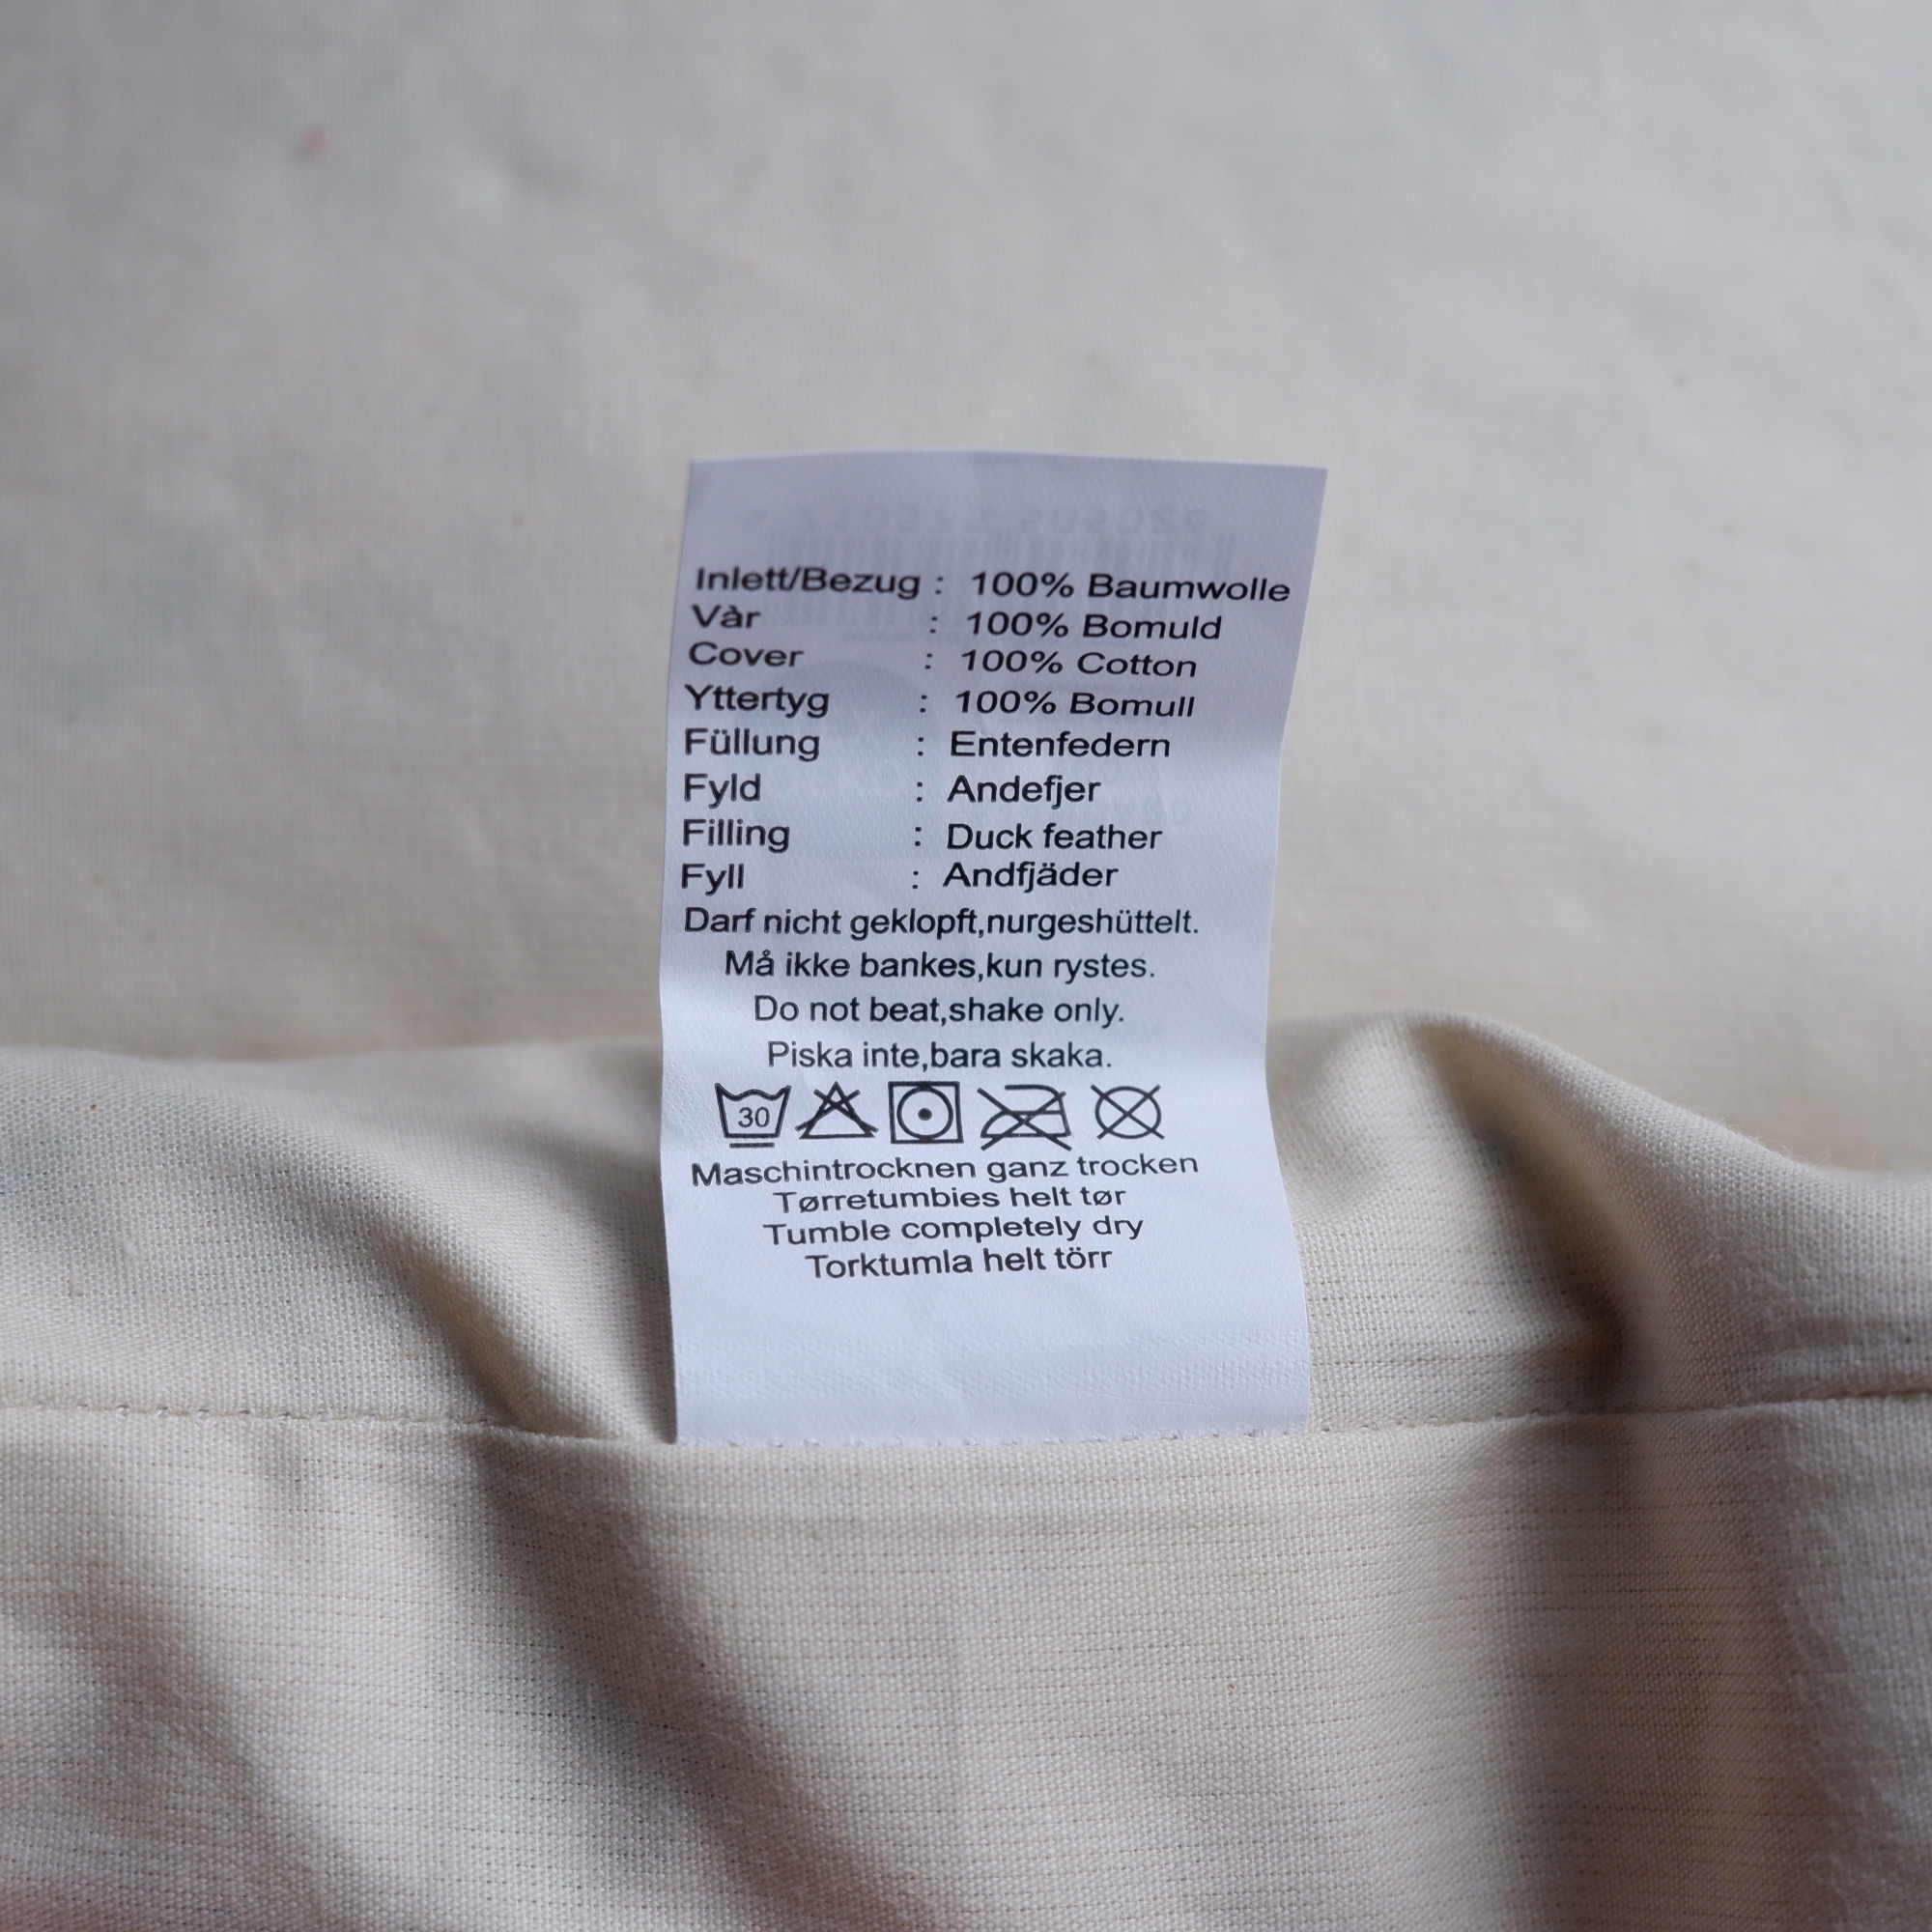 Inlett/Bezug : 100% Baumwolle
Vàr : 100% Bomuld
Cover : 100% Cotton
Yttertyg : 100% Bomull
Füllung : Entenfedern
Fyld : Andefjer
Filling : Duck feather
Fyll : Andfjäder
Darf nicht geklopft,nurgeshüttelt.
Må ikke bankes,kun rystes.
Do not beat,shake only.
Piska inte,bara skaka.
30
Maschintrocknen ganz trocken
Tørretumbies helt tør
Tumble completely dry
Torktumla helt törr